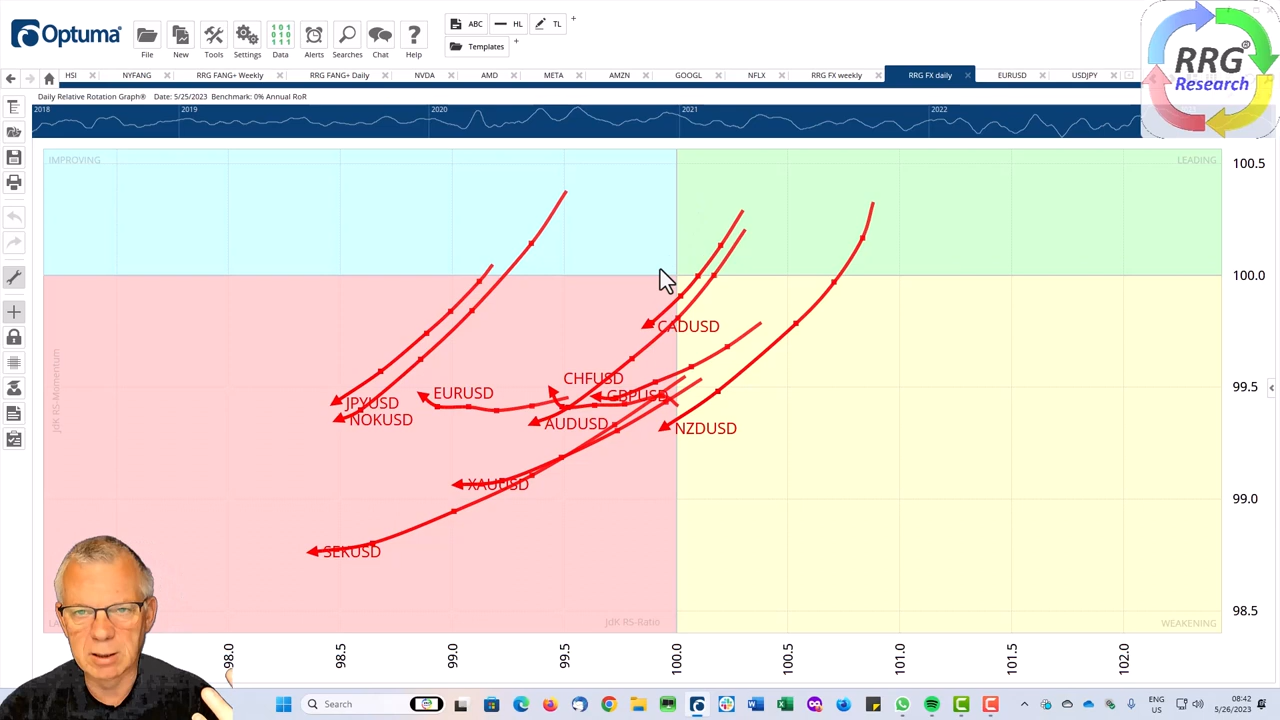 Optuma
File
New
Tools
Settings
Data
Alerts
Searches
Chat
Help
ABC
HL
TL
Templates
RRG®
Research
HSI
NYFANG
RRG FANG+ Weekly
RRG FANG+ Daily
NVDA
AMD
META
AMZN
GOOGL
NFLX
RRG FX weekly
RRG FX daily
EURUSD
USDJPY
Daily Relative Rotation Graph® Date: 5/25/2023 Benchmark: 0% Annual RoR
2018
2019
2020
2021
2022
IMPROVING
LEADING
100.5
100.0
99.5
99.0
98.5
JdK RS-Momentum
CADUSD
CHFUSD
EURUSD
GBPUSD
JPYUSD
NOKUSD
AUDUSD
NZDUSD
XAUUSD
SEKUSD
JdK RS-Ratio
WEAKENING
98.0
98.5
99.0
99.5
100.0
100.5
101.0
101.5
102.0
Search
ENG
US
08:42
5/26/2023